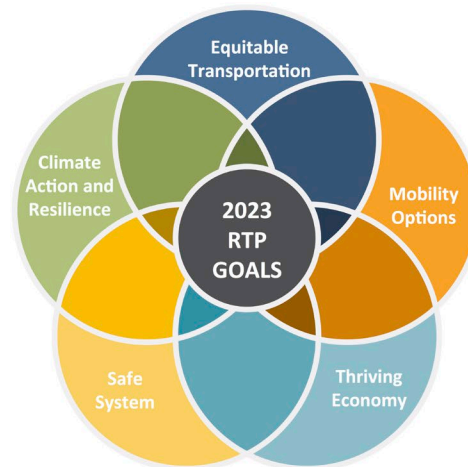 Equitable
Transportation
Climate
Action and
Resilience
Mobility
Options
2023
RTP
GOALS
Safe
System
Thriving
Economy